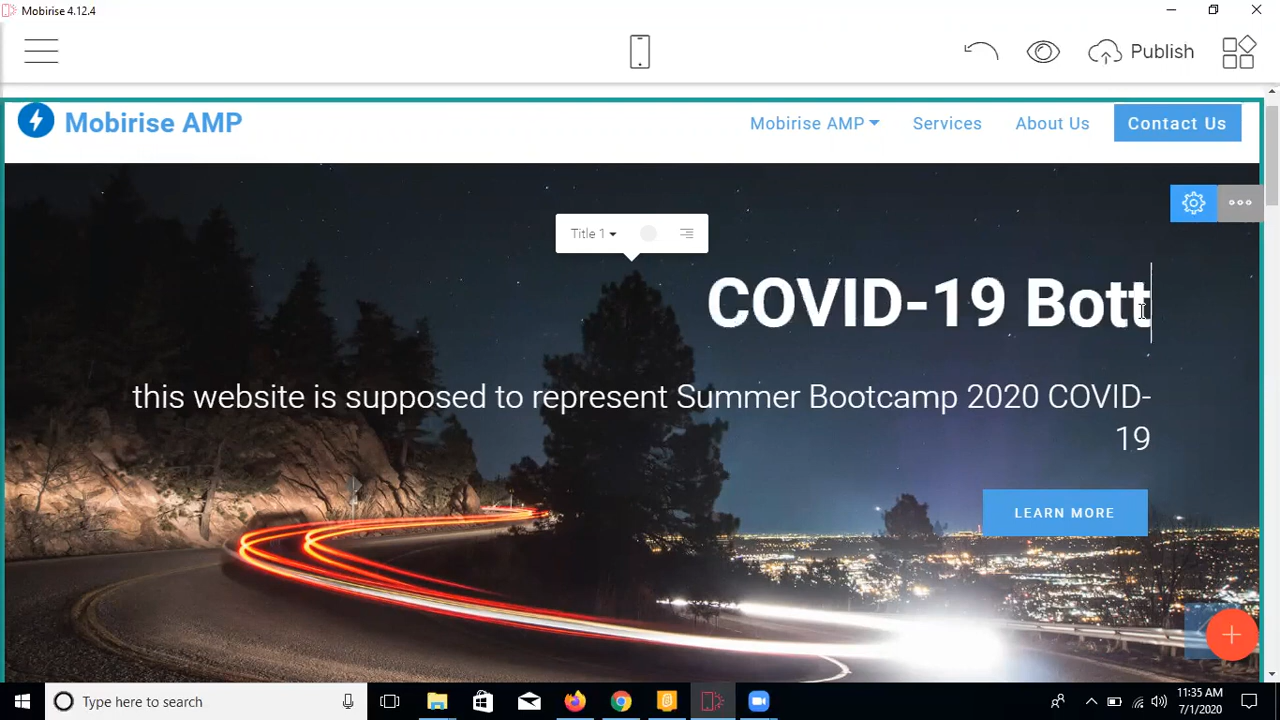 Mobirise 4.12.4
Publish
Mobirise AMP
Mobirise AMP Services About Us Contact Us
Title 1
COVID-19 Bott
this website is supposed to represent Summer Bootcamp 2020 COVID-
19
LEARN MORE
Type here to search
11:35 AM
7/1/2020